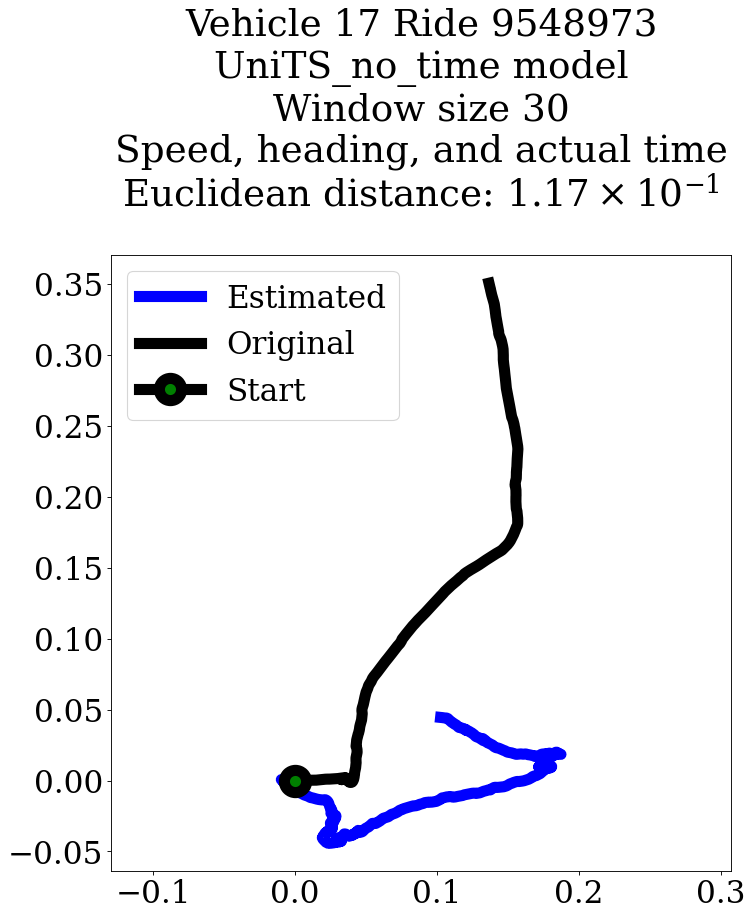 Vehicle 17 Ride 9548973
UniTS_no_time model
Window size 30
Speed, heading, and actual time
Euclidean distance: 1.17 × 10⁻¹
Estimated
Original
Start
0.35
0.30
0.25
0.20
0.15
0.10
0.05
0.00
−0.05
−0.1 0.0 0.1 0.2 0.3